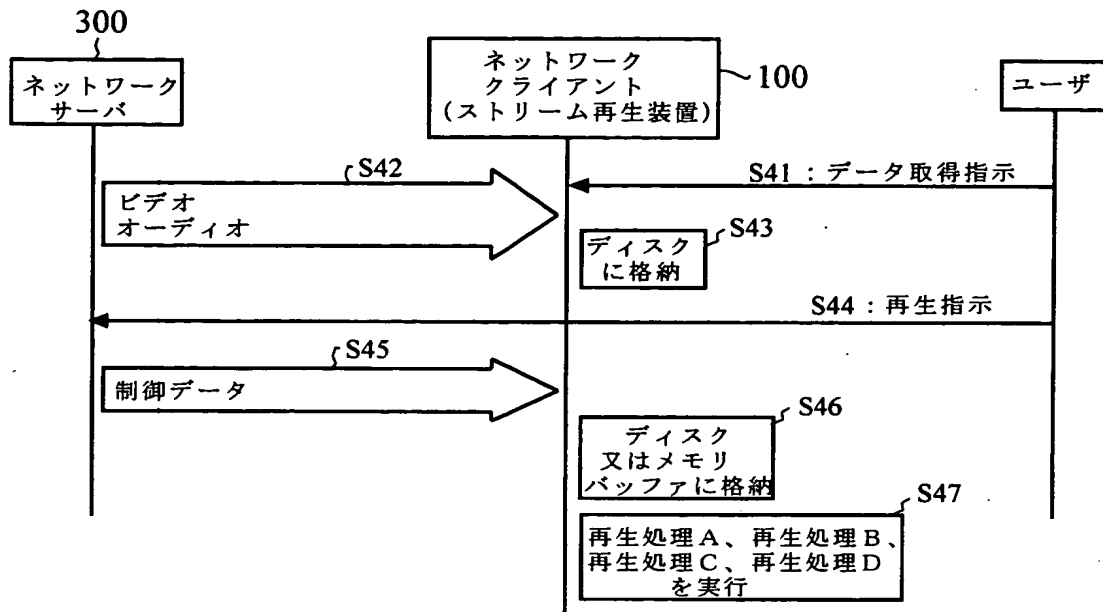 300
ネットワーク
サーバ
ネットワーク
クライアント
(ストリーム再生装置)
100
ユーザ
S42
ビデオ
オーディオ
S41：データ取得指示
S43
ディスク
に格納
S44：再生指示
S45
制御データ
S46
ディスク
又はメモリ
バッファに格納
S47
再生処理A、再生処理B、
再生処理C、再生処理D
を実行